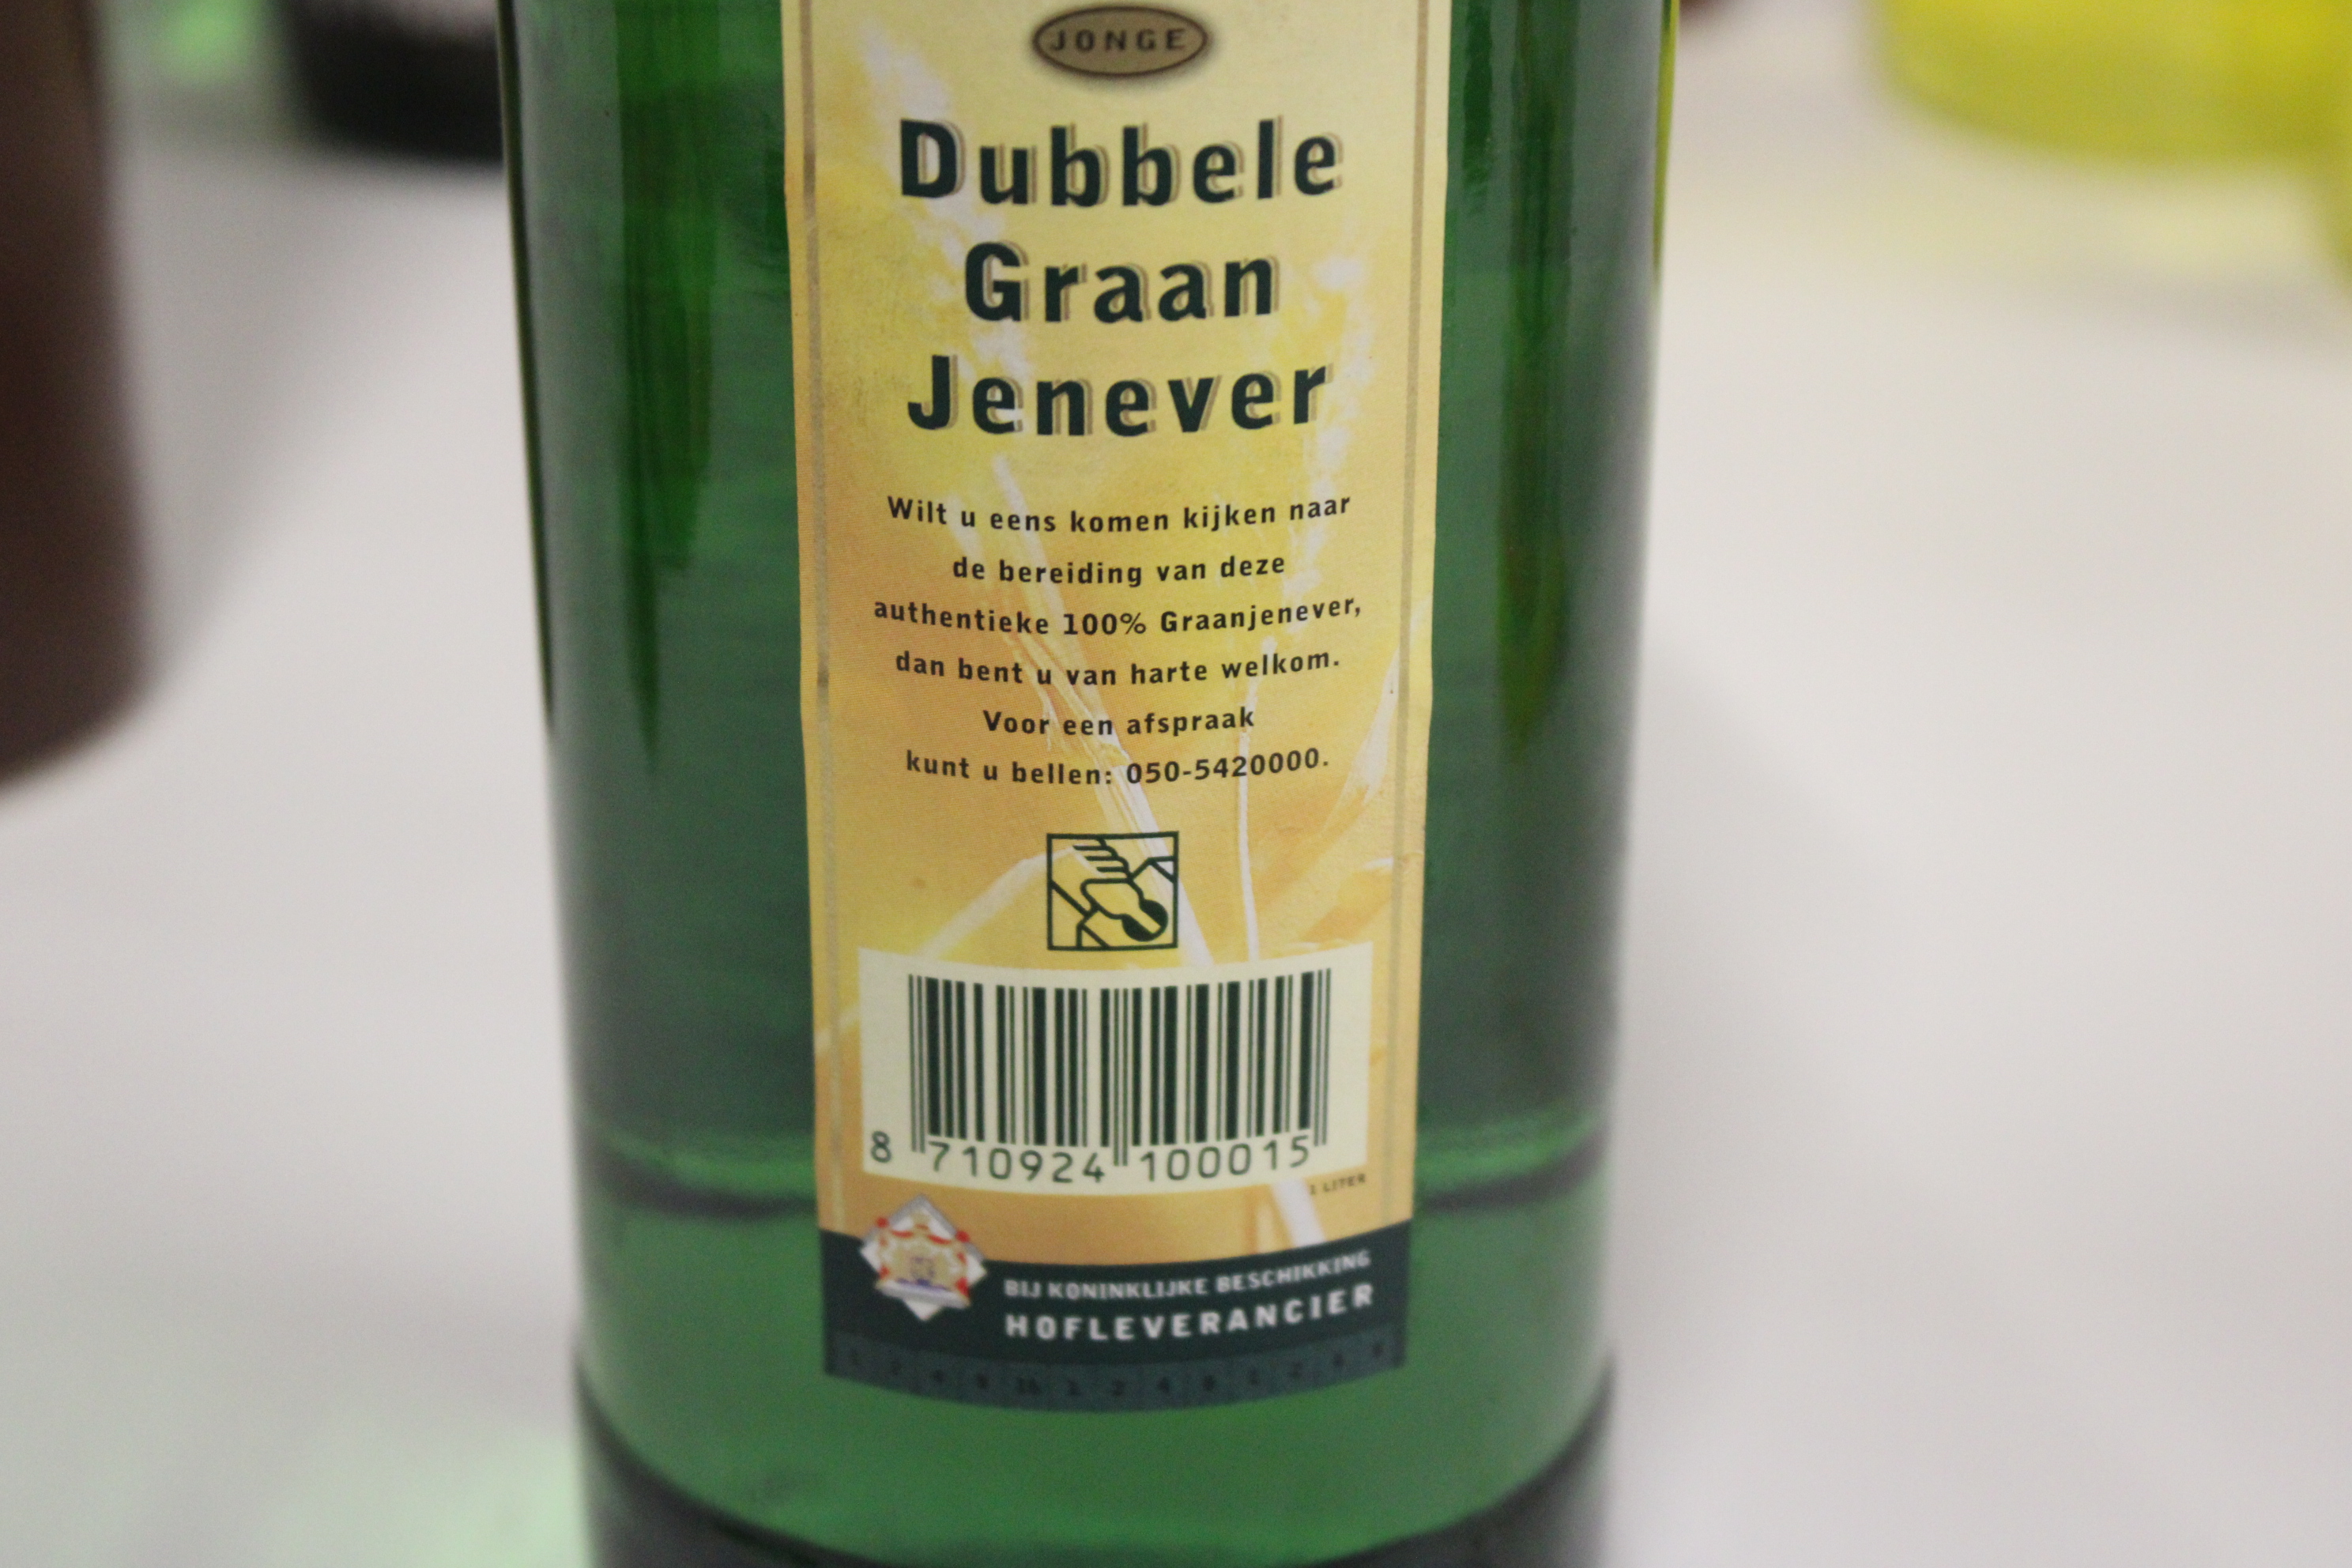 JONGE
Dubbele
Graan
Jenever
Wilt u eens komen kijken naar
de bereiding van deze
authentieke 100% Graanjenever,
dan bent u van harte welkom.
Voor een afspraak
kunt u bellen: 050-5420000.
8 710924 100015
1 LITER
BIJ KONINKLIJKE BESCHIKKING
HOFLEVERANCIER